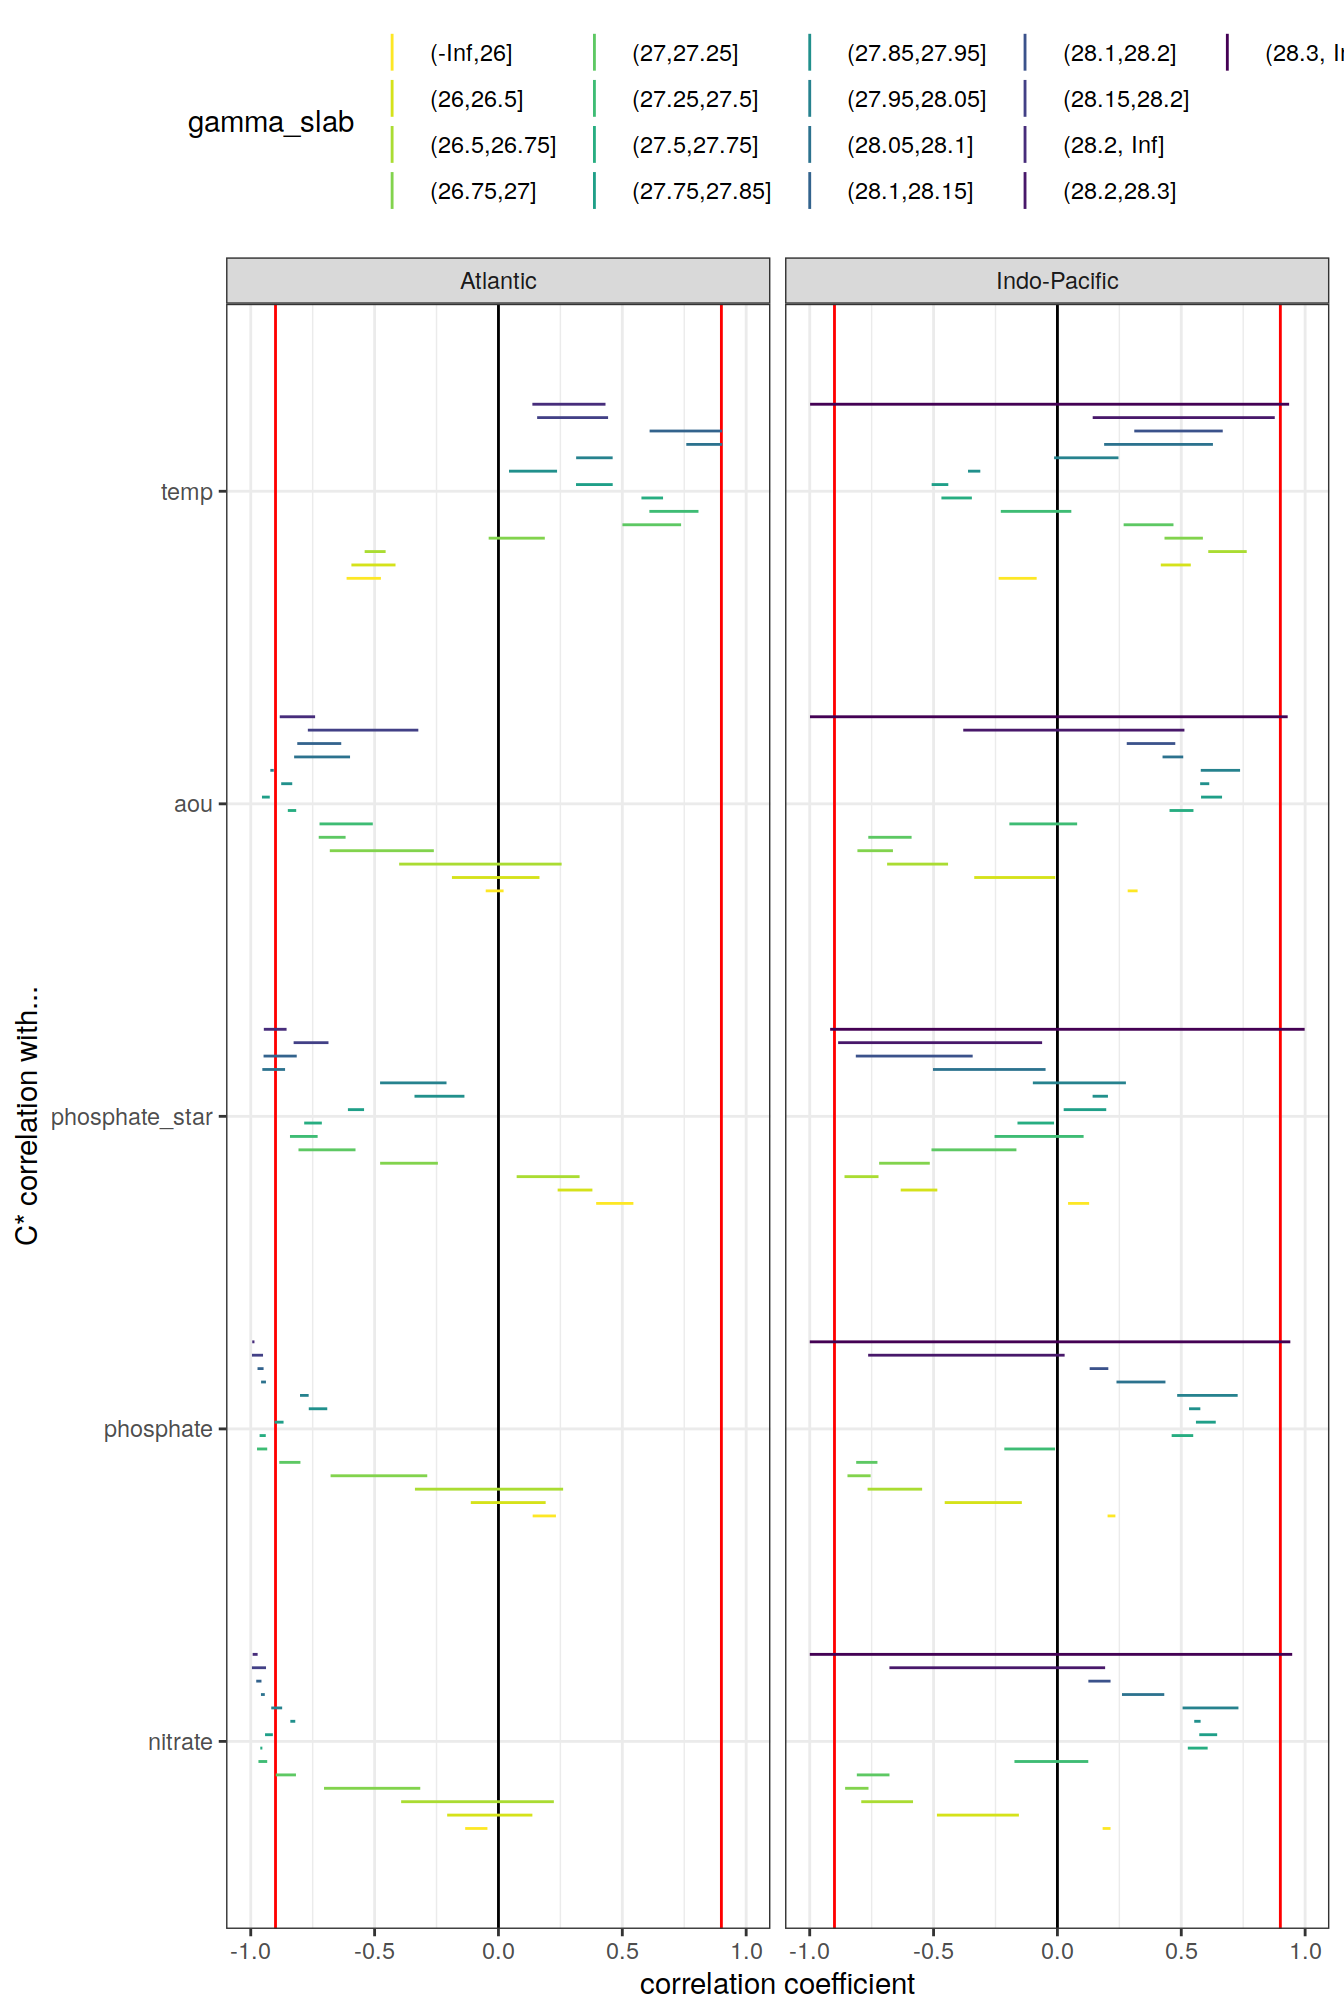 gamma_slab
(-Inf,26]
(26,26.5]
(26.5,26.75]
(26.75,27]
(27,27.25]
(27.25,27.5]
(27.5,27.75]
(27.75,27.85]
(27.85,27.95]
(27.95,28.05]
(28.05,28.1]
(28.1,28.15]
(28.1,28.2]
(28.15,28.2]
(28.2, Inf]
(28.2,28.3]
(28.3,
Atlantic
Indo-Pacific
C* correlation with...
temp
aou
phosphate_star
phosphate
nitrate
-1.0 -0.5 0.0 0.5 1.0
-1.0 -0.5 0.0 0.5 1.0
correlation coefficient